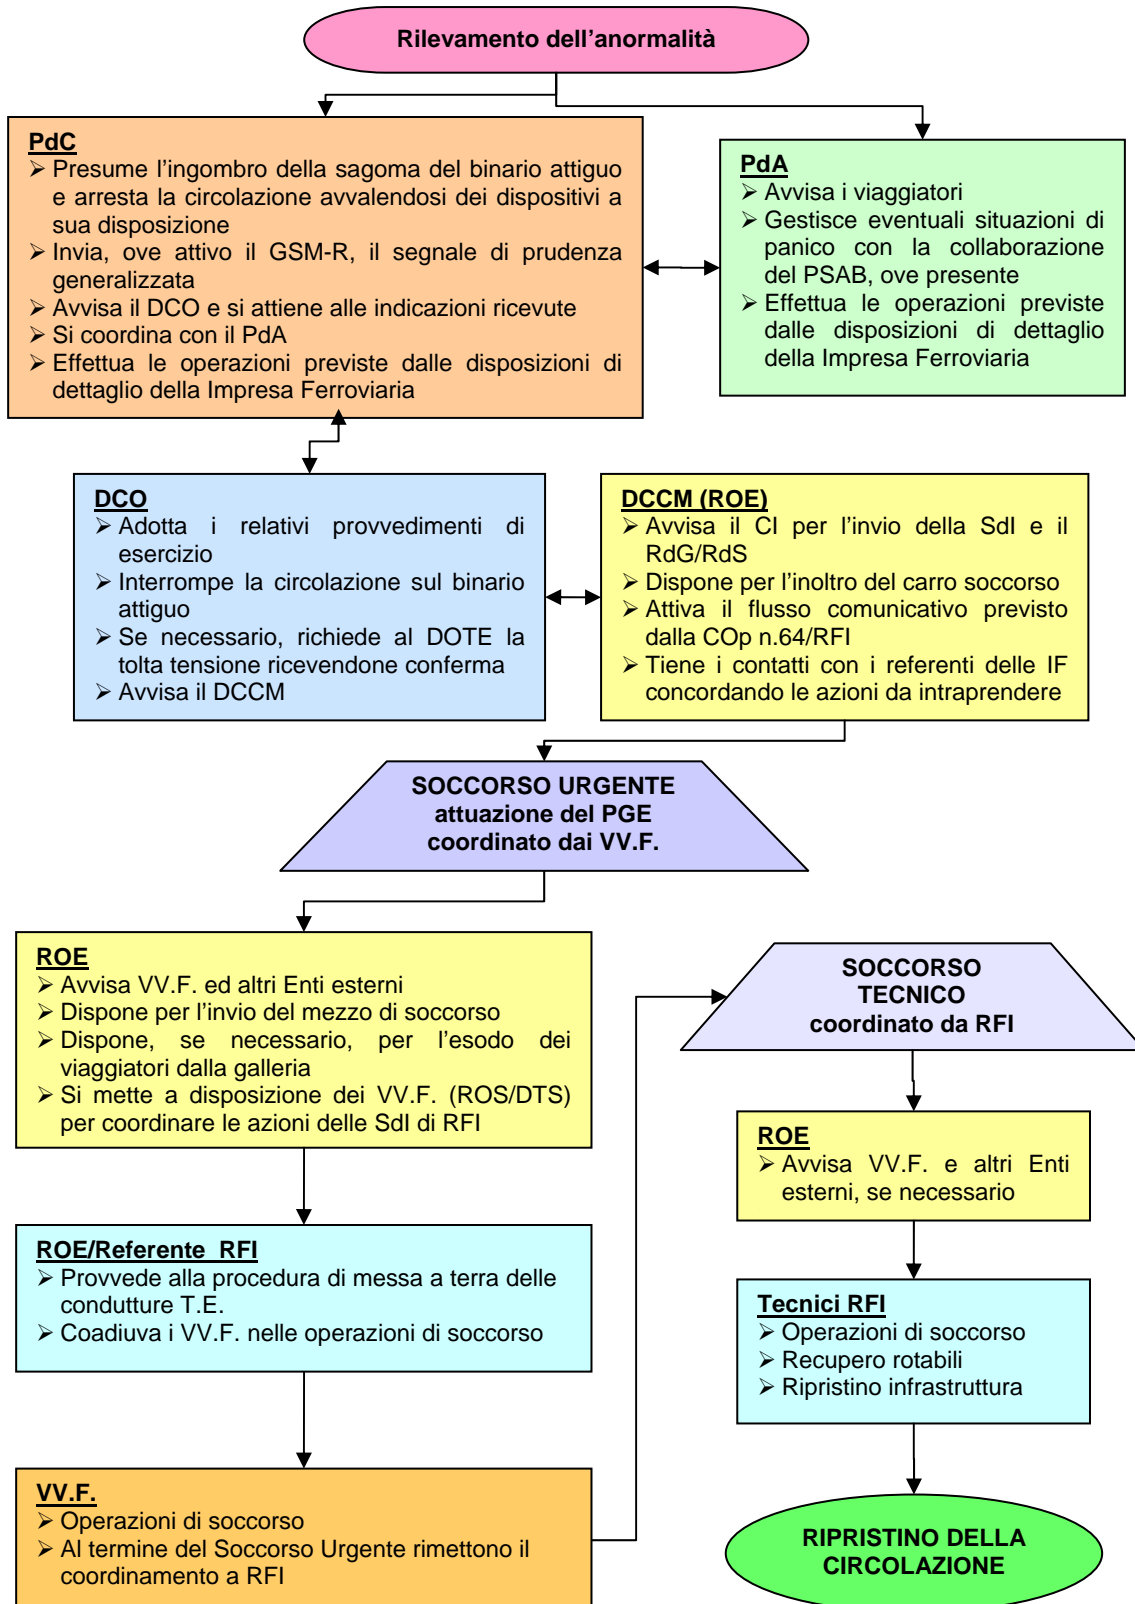 Rilevamento dell'anormalità
PdC
➢ Presume l'ingombro della sagoma del binario attiguo
e arresta la circolazione avvalendosi dei dispositivi a
sua disposizione
➢ Invia, ove attivo il GSM-R, il segnale di prudenza
generalizzata
➢ Avvisa il DCO e si attiene alle indicazioni ricevute
➢ Si coordina con il PdA
➢ Effettua le operazioni previste dalle disposizioni di
dettaglio della Impresa Ferroviaria
PdA
➢ Avvisa i viaggiatori
➢ Gestisce eventuali situazioni di
panico con la collaborazione
del PSAB, ove presente
➢ Effettua le operazioni previste
dalle disposizioni di dettaglio
della Impresa Ferroviaria
DCO
➢ Adotta i relativi provvedimenti di
esercizio
➢ Interrompe la circolazione sul binario
attiguo
➢ Se necessario, richiede al DOTE la
tolta tensione ricevendone conferma
➢ Avvisa il DCCM
DCCM (ROE)
➢ Avvisa il CI per l'invio della SdI e il
RdG/RdS
➢ Dispone per l'inoltro del carro soccorso
➢ Attiva il flusso comunicativo previsto
dalla COp n.64/RFI
➢ Tiene i contatti con i referenti delle IF
concordando le azioni da intraprendere
SOCCORSO URGENTE
attuazione del PGE
coordinato dai VV.F.
ROE
➢ Avvisa VV.F. ed altri Enti esterni
➢ Dispone per l'invio del mezzo di soccorso
➢ Dispone, se necessario, per l'esodo dei
viaggiatori dalla galleria
➢ Si mette a disposizione dei VV.F. (ROS/DTS)
per coordinare le azioni delle SdI di RFI
ROE/Referente RFI
➢ Provvede alla procedura di messa a terra delle
condutture T.E.
➢ Coadiuva i VV.F. nelle operazioni di soccorso
VV.F.
➢ Operazioni di soccorso
➢ Al termine del Soccorso Urgente rimettono il
coordinamento a RFI
SOCCORSO
TECNICO
coordinato da RFI
ROE
➢ Avvisa VV.F. e altri Enti
esterni, se necessario
Tecnici RFI
➢ Operazioni di soccorso
➢ Recupero rotabili
➢ Ripristino infrastruttura
RIPRISTINO DELLA
CIRCOLAZIONE